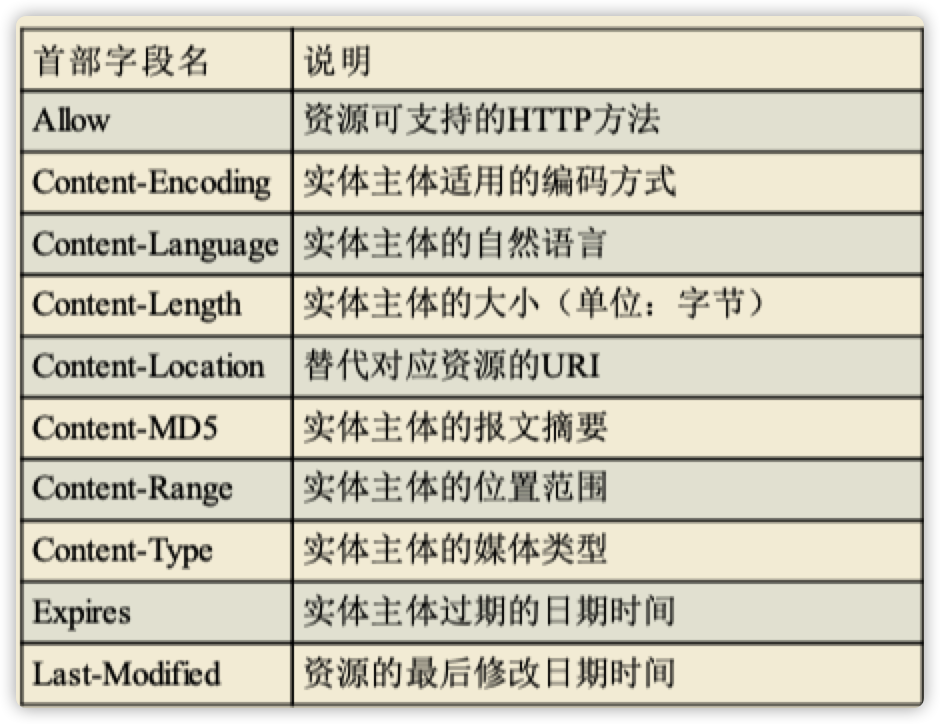 首部字段名 说明
Allow 资源可支持的HTTP方法
Content-Encoding 实体主体适用的编码方式
Content-Language 实体主体的自然语言
Content-Length 实体主体的大小（单位：字节）
Content-Location 替代对应资源的URI
Content-MD5 实体主体的报文摘要
Content-Range 实体主体的位置范围
Content-Type 实体主体的媒体类型
Expires 实体主体过期的日期时间
Last-Modified 资源的最后修改日期时间